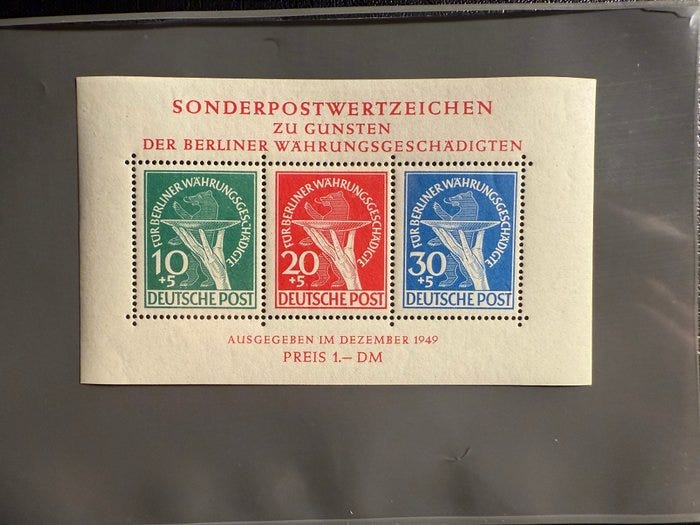 SONDERPOSTWERTZEICHEN
ZU GUNSTEN
DER BERLINER WÄHRUNGSGESCHÄDIGTEN
FÜR BERLINER WÄHRUNGSGESCHÄDIGTE
10
+5
DEUTSCHE POST
FÜR BERLINER WÄHRUNGSGESCHÄDIGTE
20
+5
DEUTSCHE POST
FÜR BERLINER WÄHRUNGSGESCHÄDIGTE
30
+5
DEUTSCHE POST
AUSGEGEBEN IM DEZEMBER 1949
PREIS 1.– DM